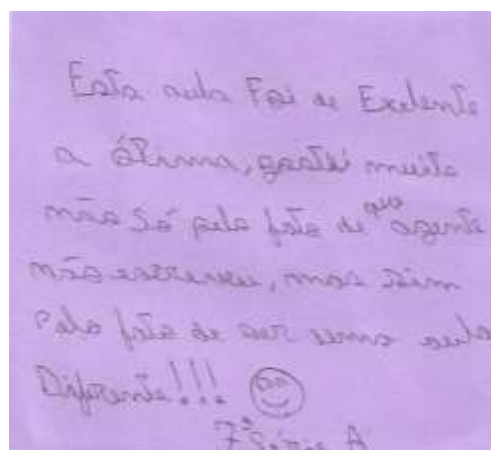 Esta aula Foi de Exelente
a Ótima, gostei muito
não só pelo fato de que agente
não escreveu, mas sim
Pelo fato de ser uma aula
Diferente!!!
7ª Série A